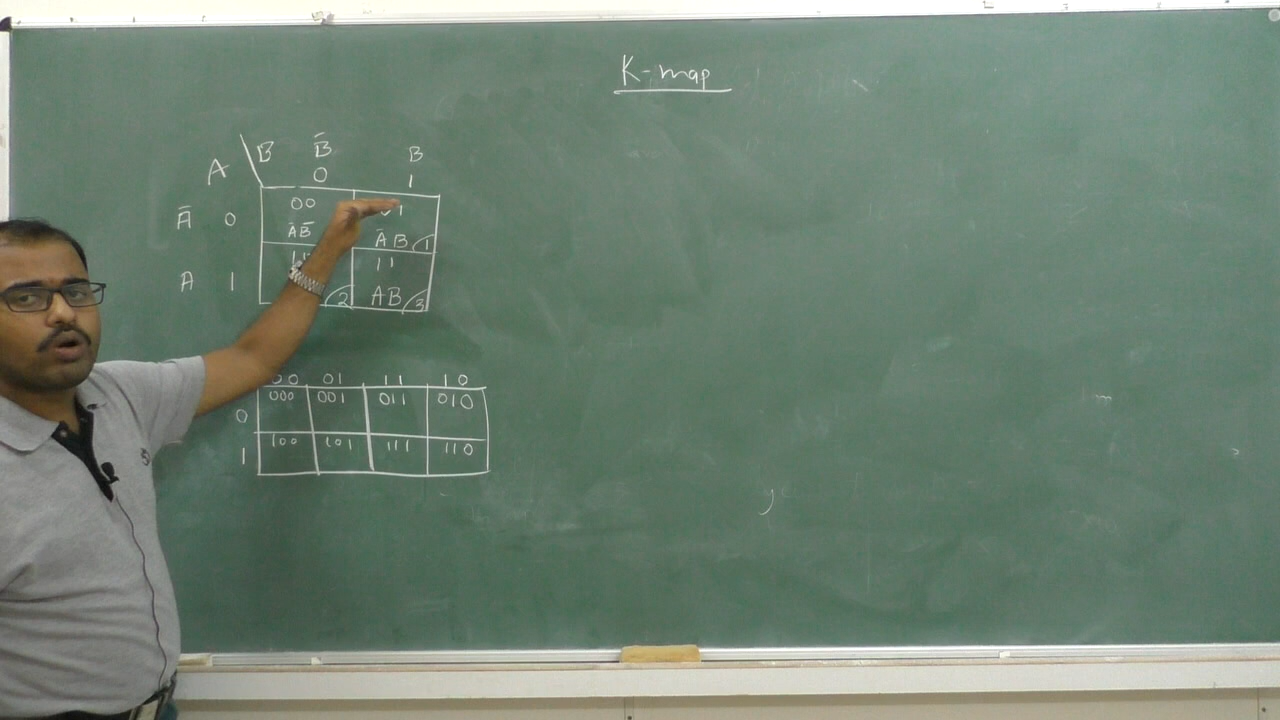 K-map
A B B̄ B
0 1
Ā 0 00
ĀB̄ ĀB 1
11
A 1 2 AB 3
00 01 11 10
0 000 001 011 010
1 100 101 111 110